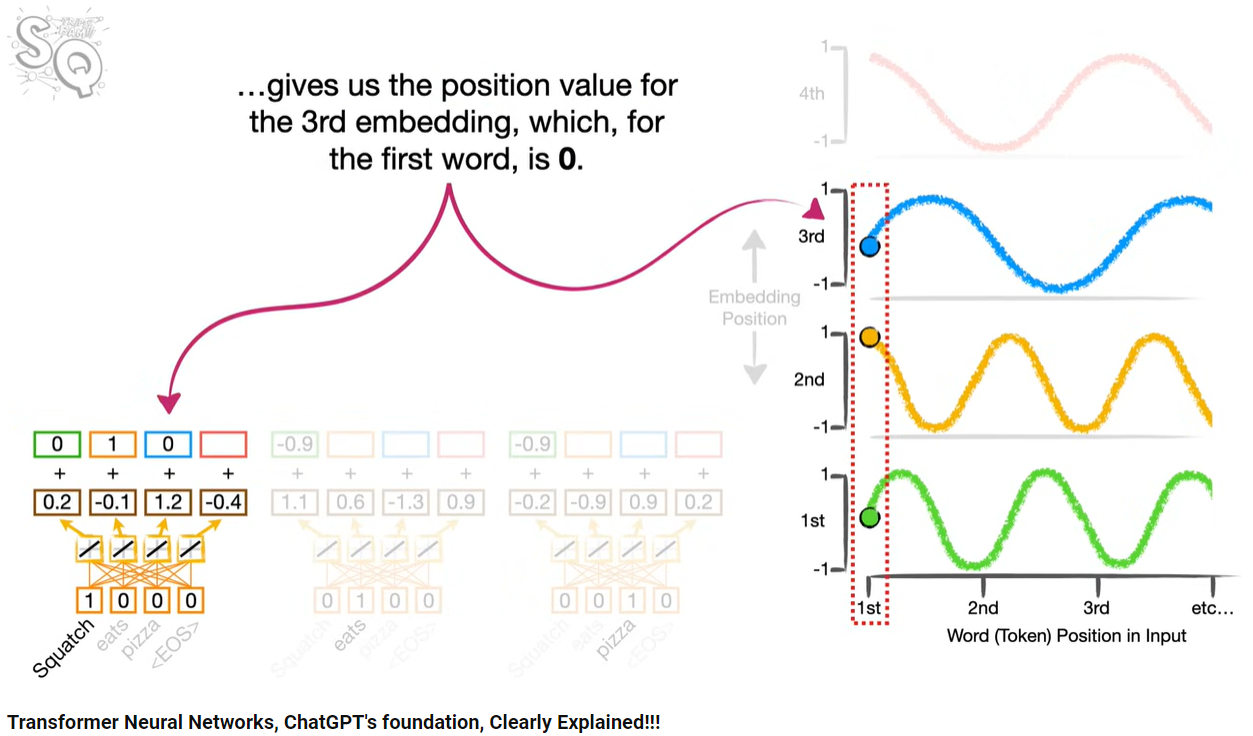 SQ
...gives us the position value for
the 3rd embedding, which, for
the first word, is 0.
1
4th
-1
1
3rd
-1
Embedding
Position
1
2nd
-1
1
1st
-1
1st 2nd 3rd etc...
Word (Token) Position in Input
0 1 0 -0.9 -0.9
+ + + + + + + + + + + +
0.2 -0.1 1.2 -0.4 1.1 0.6 -1.3 0.9 -0.2 -0.9 0.9 0.2
1 0 0 0 0 1 0 0 0 0 1 0
Squatch eats pizza <EOS> Squatch eats pizza <EOS> Squatch eats pizza <EOS>
Transformer Neural Networks, ChatGPT's foundation, Clearly Explained!!!